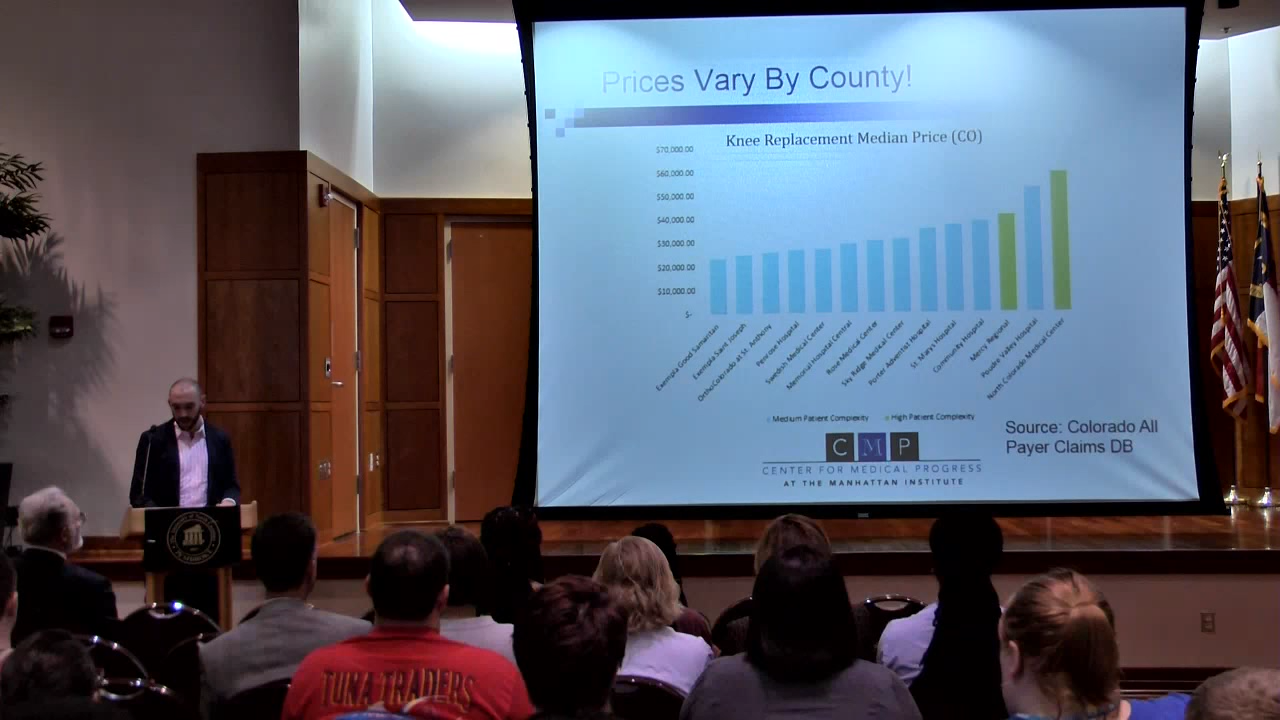 Prices Vary By County!
Knee Replacement Median Price (CO)
$70,000.00
$60,000.00
$50,000.00
$40,000.00
$30,000.00
$20,000.00
$10,000.00
$-
Exempla Good Samaritan
Exempla Saint Joseph
OrthoColorado at St. Anthony
Penrose Hospital
Swedish Medical Center
Memorial Hospital Central
Rose Medical Center
Sky Ridge Medical Center
Porter Adventist Hospital
St. Marys Hospital
Community Hospital
Mercy Regional
Poudre Valley Hospital
North Colorado Medical Center
Medium Patient Complexity
High Patient Complexity
CMP
CENTER FOR MEDICAL PROGRESS
AT THE MANHATTAN INSTITUTE
Source: Colorado All
Payer Claims DB
TUNA TRADERS